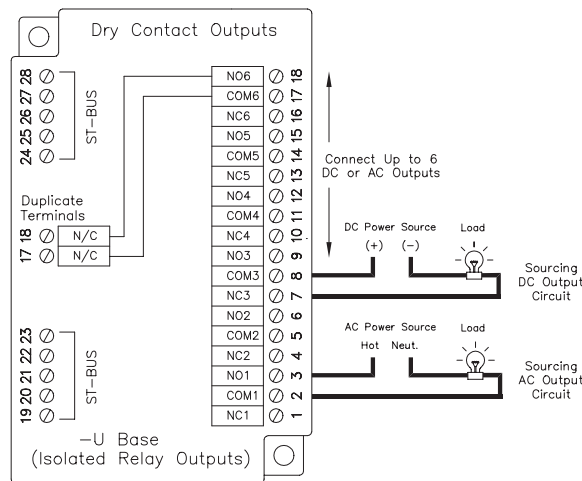 Dry Contact Outputs
28
27
26
25
24
ST-BUS
Duplicate
Terminals
18 N/C
17 N/C
23
22
21
20
19
ST-BUS
NO6 18
COM6 17
NC6 16
NO5 15
COM5 14
NC5 13
NO4 12
COM4 11
NC4 10
NO3 9
COM3 8
NC3 7
NO2 6
COM2 5
NC2 4
NO1 3
COM1 2
NC1 1
Connect Up to 6
DC or AC Outputs
DC Power Source
(+) (-)
Load
Sourcing
DC Output
Circuit
AC Power Source
Hot Neut.
Load
Sourcing
AC Output
Circuit
-U Base
(Isolated Relay Outputs)